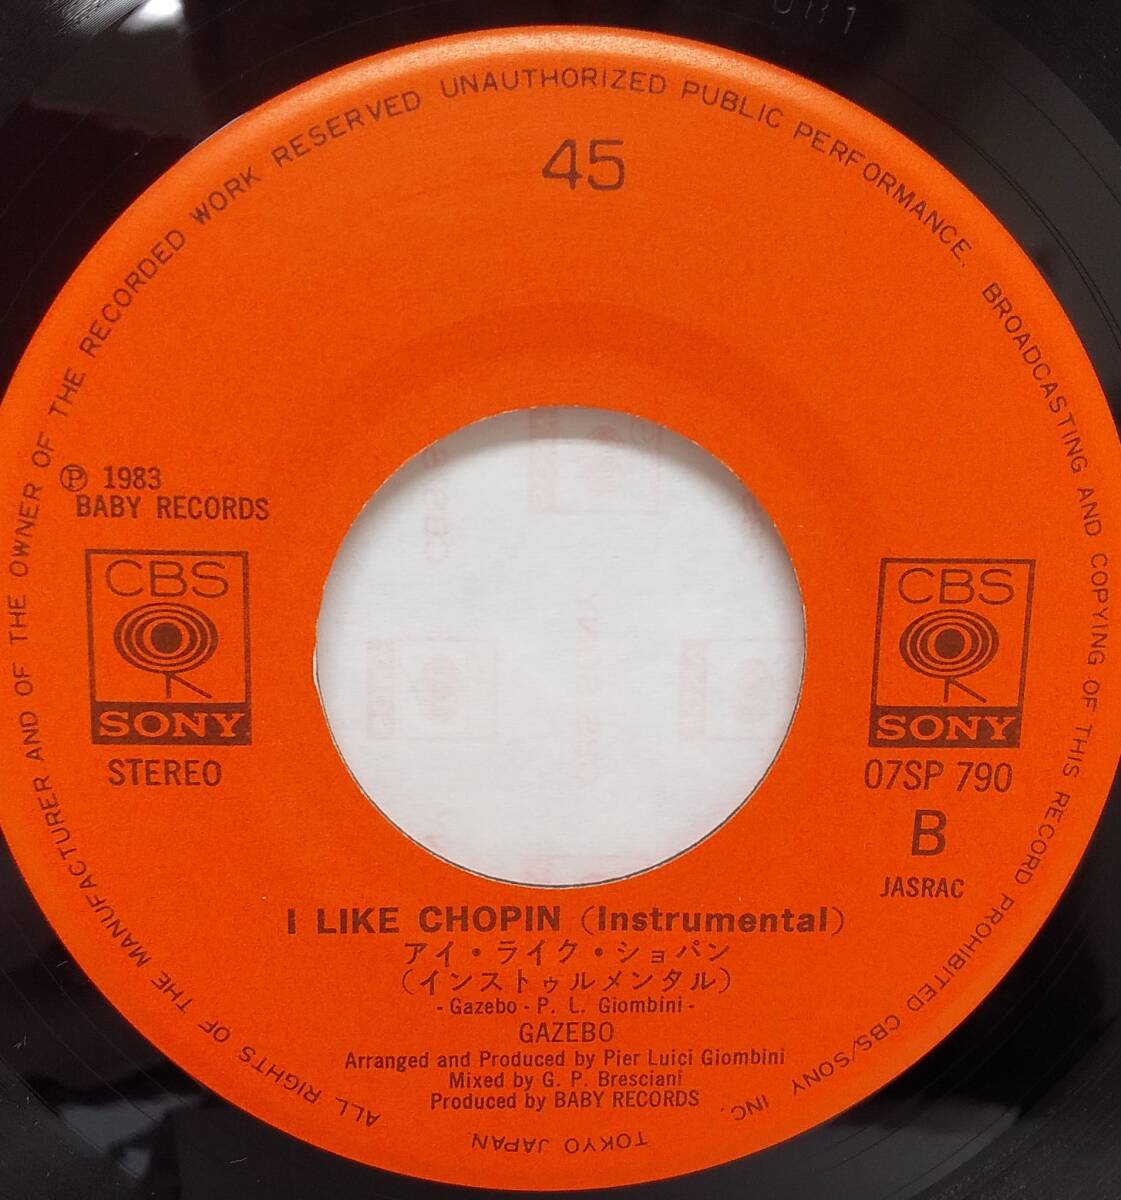 ALL RIGHTS OF THE MANUFACTURER AND OF THE OWNER OF THE RECORDED WORK RESERVED UNAUTHORIZED PUBLIC PERFORMANCE. BROADCASTING AND COPYING OF THIS RECORD PROHIBITED CBS/SONY INC.
TOKYO JAPAN
45
℗ 1983
BABY RECORDS
CBS
SONY
STEREO
CBS
SONY
07SP 790
B
JASRAC
I LIKE CHOPIN (Instrumental)
アイ・ライク・ショパン
(インストゥルメンタル)
- Gazebo - P. L. Giombini -
GAZEBO
Arranged and Produced by Pier Luici Giombini
Mixed by G. P. Bresciani
Produced by BABY RECORDS